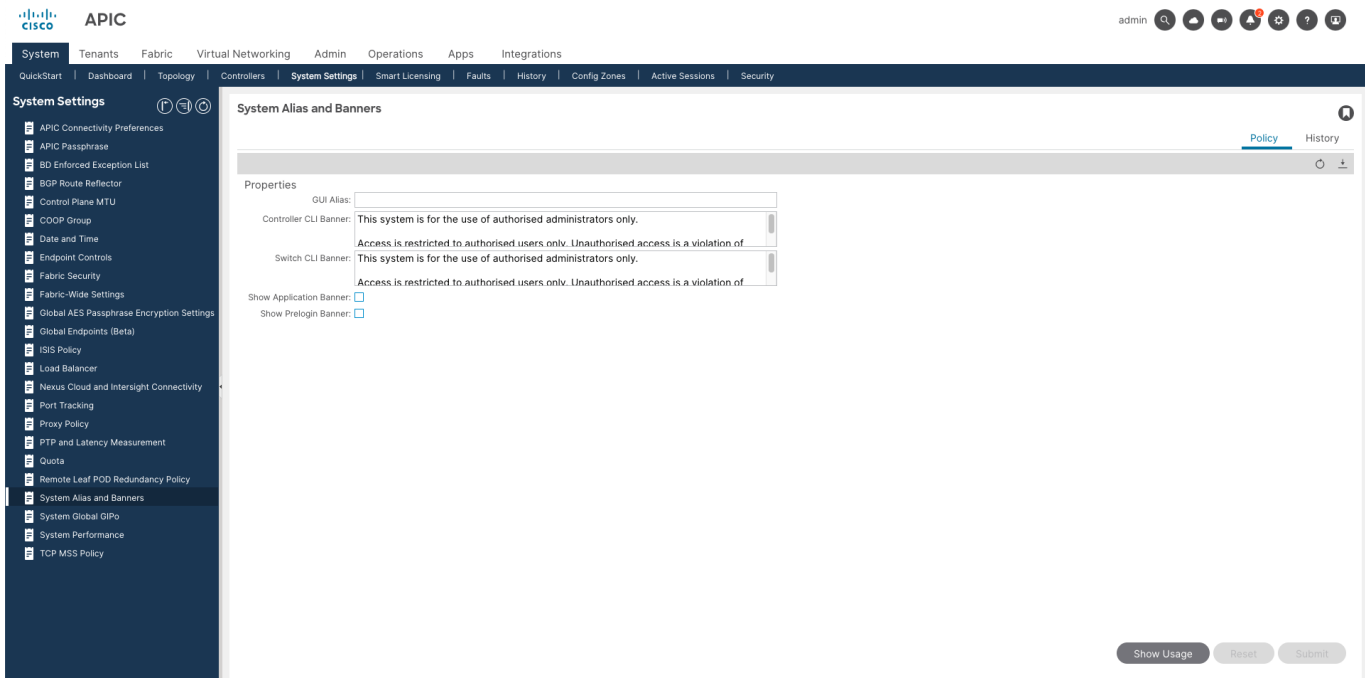 CISCO
APIC
admin
2
System Tenants Fabric Virtual Networking Admin Operations Apps Integrations
QuickStart | Dashboard | Topology | Controllers | System Settings | Smart Licensing | Faults | History | Config Zones | Active Sessions | Security
System Settings
APIC Connectivity Preferences
APIC Passphrase
BD Enforced Exception List
BGP Route Reflector
Control Plane MTU
COOP Group
Date and Time
Endpoint Controls
Fabric Security
Fabric-Wide Settings
Global AES Passphrase Encryption Settings
Global Endpoints (Beta)
ISIS Policy
Load Balancer
Nexus Cloud and Intersight Connectivity
Port Tracking
Proxy Policy
PTP and Latency Measurement
Quota
Remote Leaf POD Redundancy Policy
System Alias and Banners
System Global GIPo
System Performance
TCP MSS Policy
System Alias and Banners
Policy History
Properties
GUI Alias:
Controller CLI Banner: This system is for the use of authorised administrators only.
Access is restricted to authorised users only. Unauthorised access is a violation of
Switch CLI Banner: This system is for the use of authorised administrators only.
Access is restricted to authorised users only. Unauthorised access is a violation of
Show Application Banner:
Show Prelogin Banner:
Show Usage Reset Submit